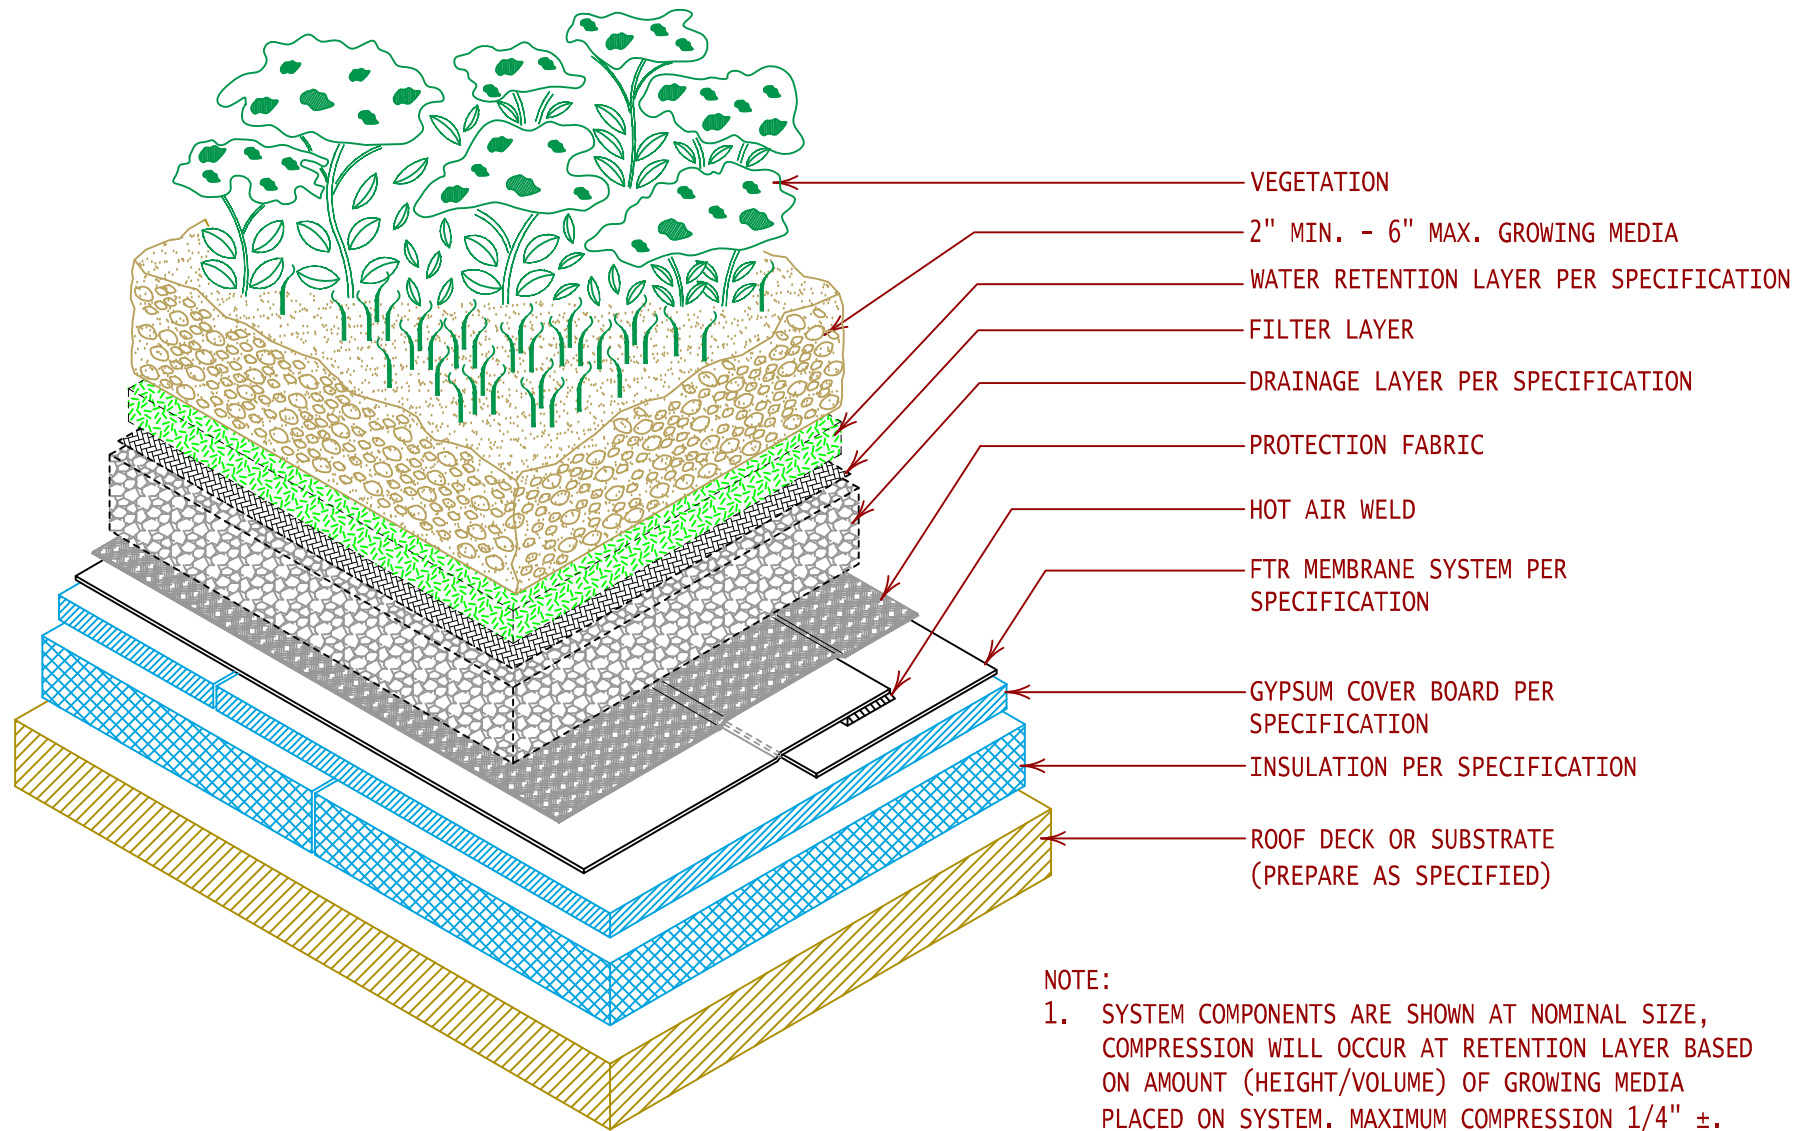 VEGETATION
2" MIN. - 6" MAX. GROWING MEDIA
WATER RETENTION LAYER PER SPECIFICATION
FILTER LAYER
DRAINAGE LAYER PER SPECIFICATION
PROTECTION FABRIC
HOT AIR WELD
FTR MEMBRANE SYSTEM PER
SPECIFICATION
GYPSUM COVER BOARD PER
SPECIFICATION
INSULATION PER SPECIFICATION
ROOF DECK OR SUBSTRATE
(PREPARE AS SPECIFIED)
NOTE:
1. SYSTEM COMPONENTS ARE SHOWN AT NOMINAL SIZE,
COMPRESSION WILL OCCUR AT RETENTION LAYER BASED
ON AMOUNT (HEIGHT/VOLUME) OF GROWING MEDIA
PLACED ON SYSTEM. MAXIMUM COMPRESSION 1/4" ±.